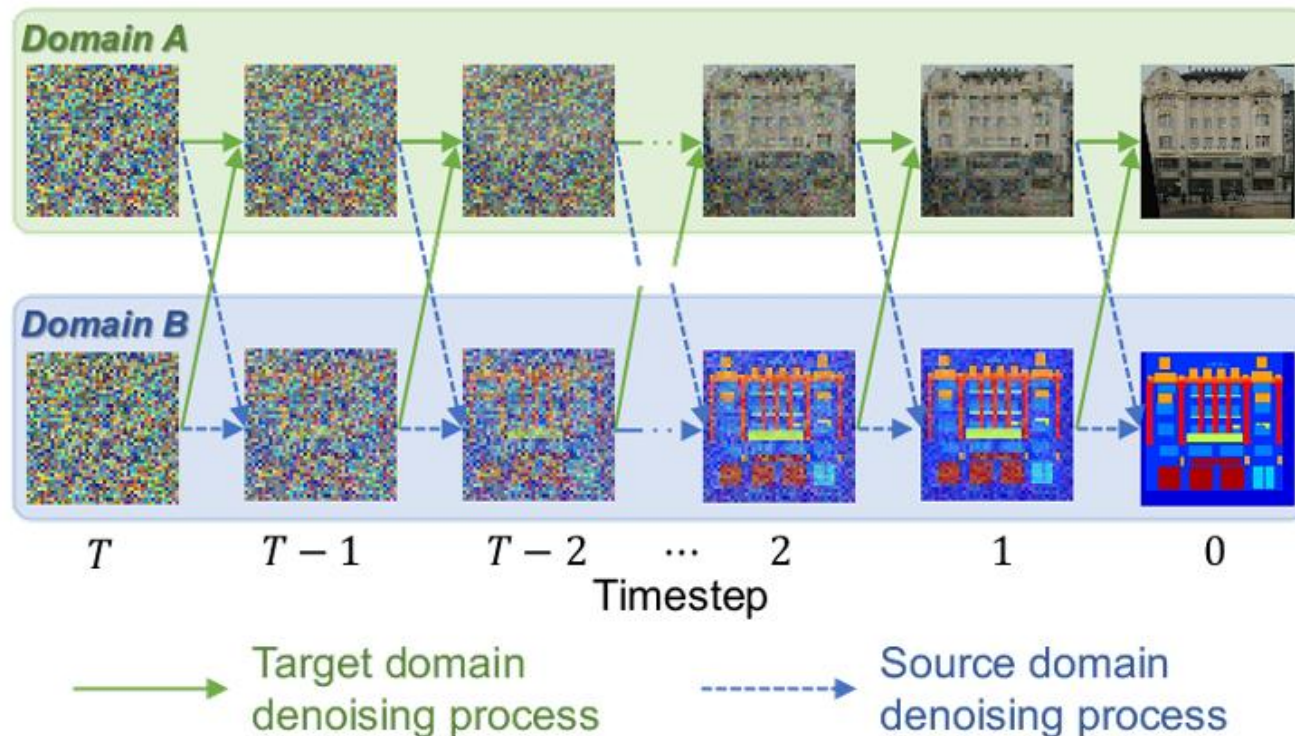 Domain A
Domain B
T T − 1 T − 2 ⋯ 2 1 0
Timestep
Target domain
denoising process
Source domain
denoising process